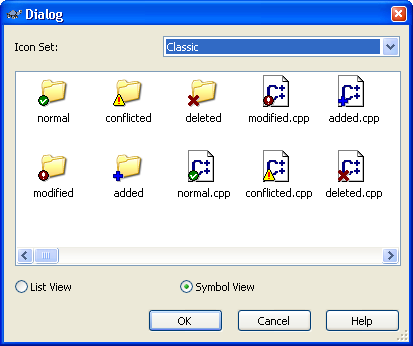 Dialog
Icon Set: Classic
normal conflicted deleted modified.cpp added.cpp
modified added normal.cpp conflicted.cpp deleted.cpp
List View Symbol View
OK Cancel Help